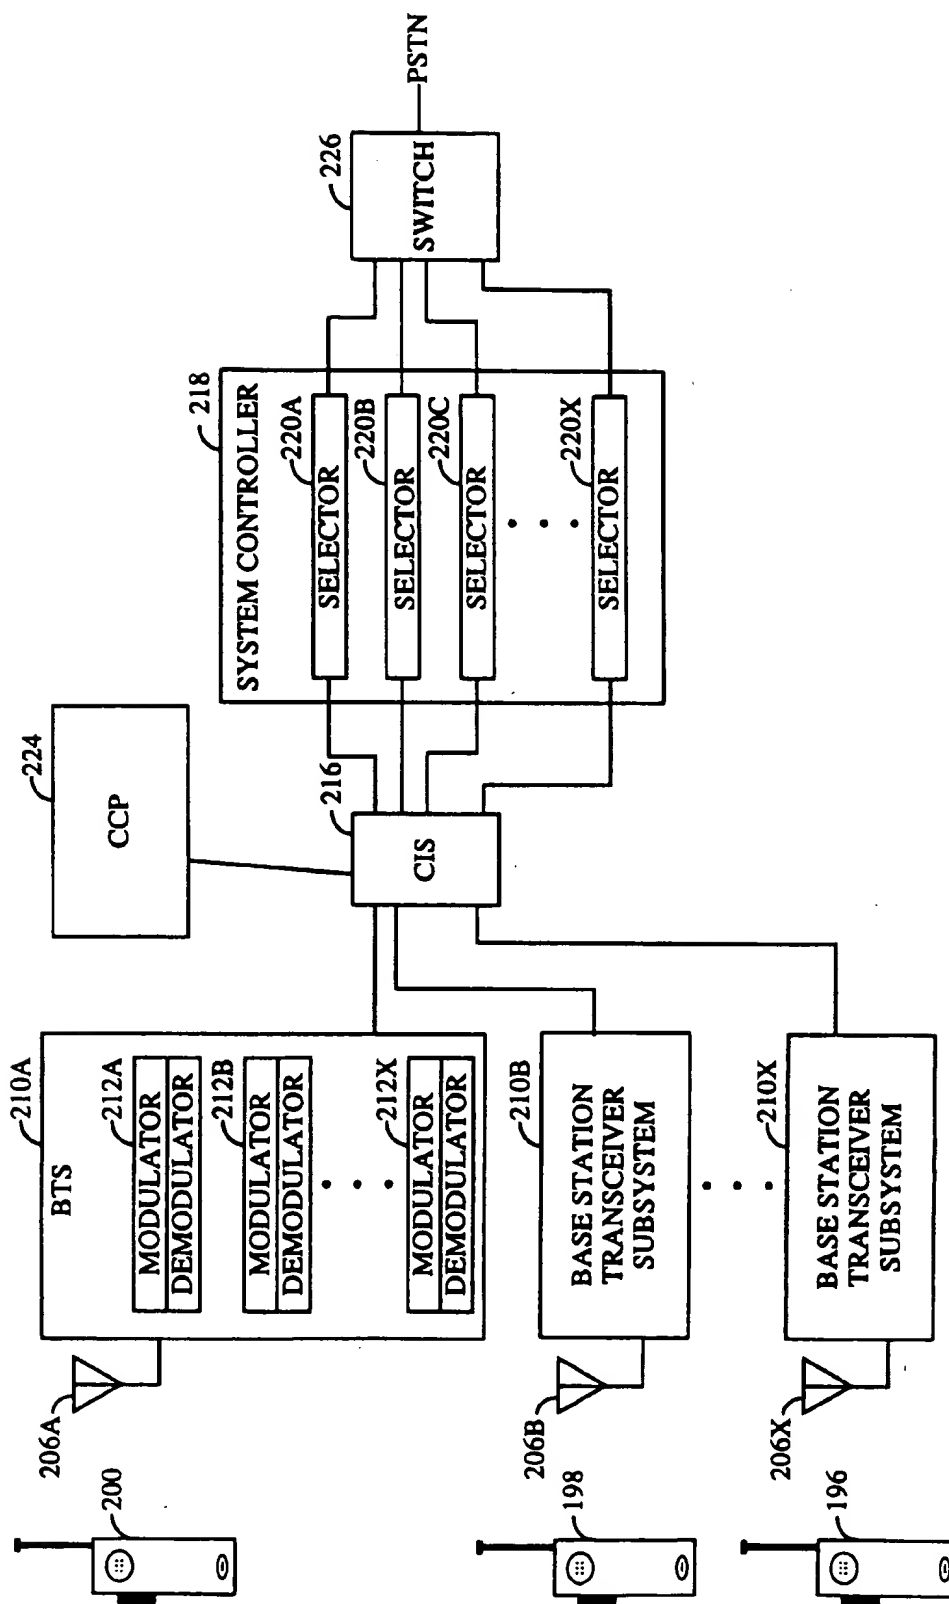 200
206A
210A
BTS
212A
MODULATOR
DEMODULATOR
212B
MODULATOR
DEMODULATOR
212X
MODULATOR
DEMODULATOR
198
206B
210B
BASE STATION
TRANSCEIVER
SUBSYSTEM
196
206X
210X
BASE STATION
TRANSCEIVER
SUBSYSTEM
224
CCP
216
CIS
218
SYSTEM CONTROLLER
220A
SELECTOR
220B
SELECTOR
220C
SELECTOR
220X
SELECTOR
226
SWITCH
PSTN